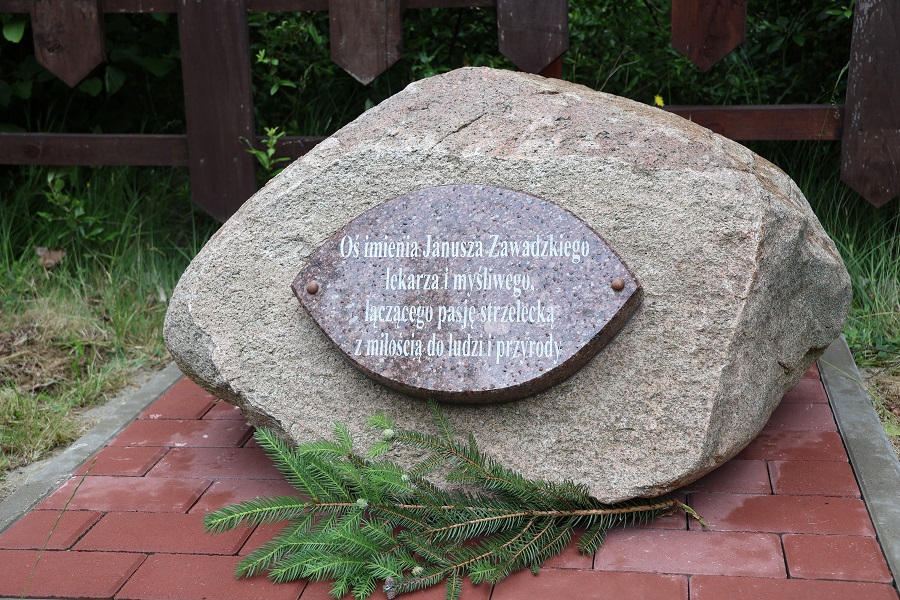 Oś imienia Janusza Zawadzkiego
lekarza i myśliwego,
łączącego pasję strzelecką
z miłością do ludzi i przyrody